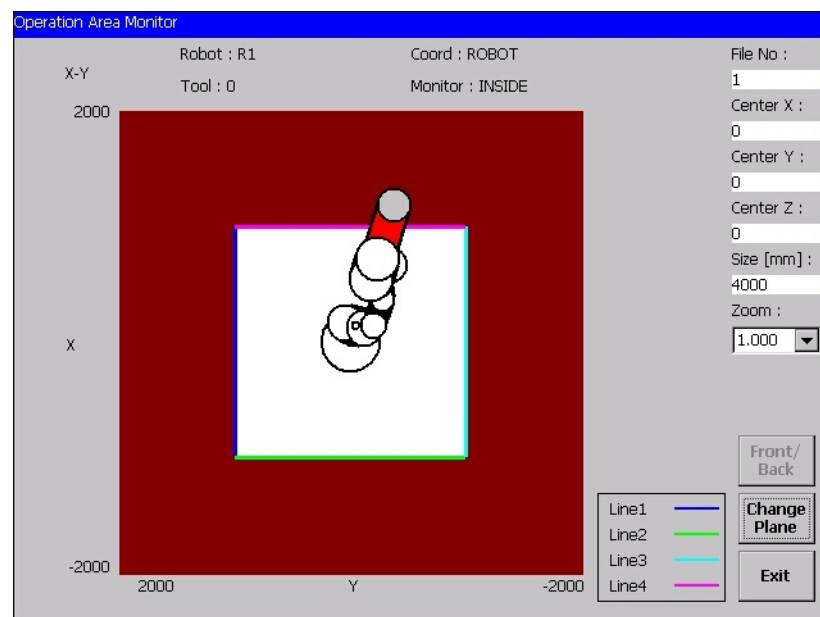 Operation Area Monitor
X-Y
Robot : R1
Coord : ROBOT
Tool : 0
Monitor : INSIDE
2000
X
-2000
2000
Y
-2000
File No :
1
Center X :
0
Center Y :
0
Center Z :
0
Size [mm] :
4000
Zoom :
1.000
Front/
Back
Change
Plane
Exit
Line1
Line2
Line3
Line4